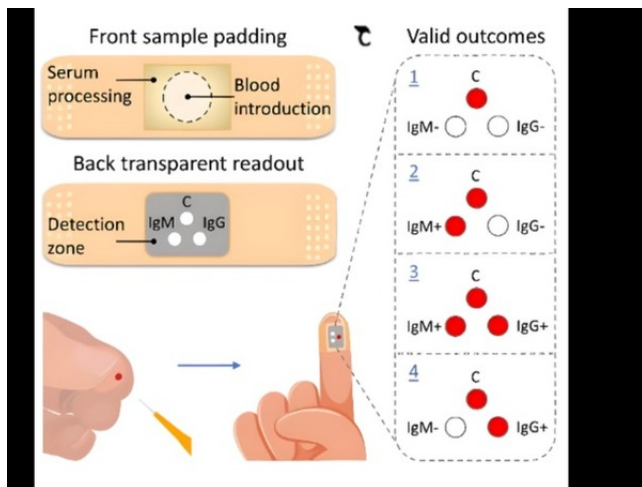 Front sample padding
Serum
processing
Blood
introduction
Back transparent readout
C
IgM
IgG
Detection
zone
Valid outcomes
1
C
IgM-
IgG-
2
C
IgM+
IgG-
3
C
IgM+
IgG+
4
C
IgM-
IgG+